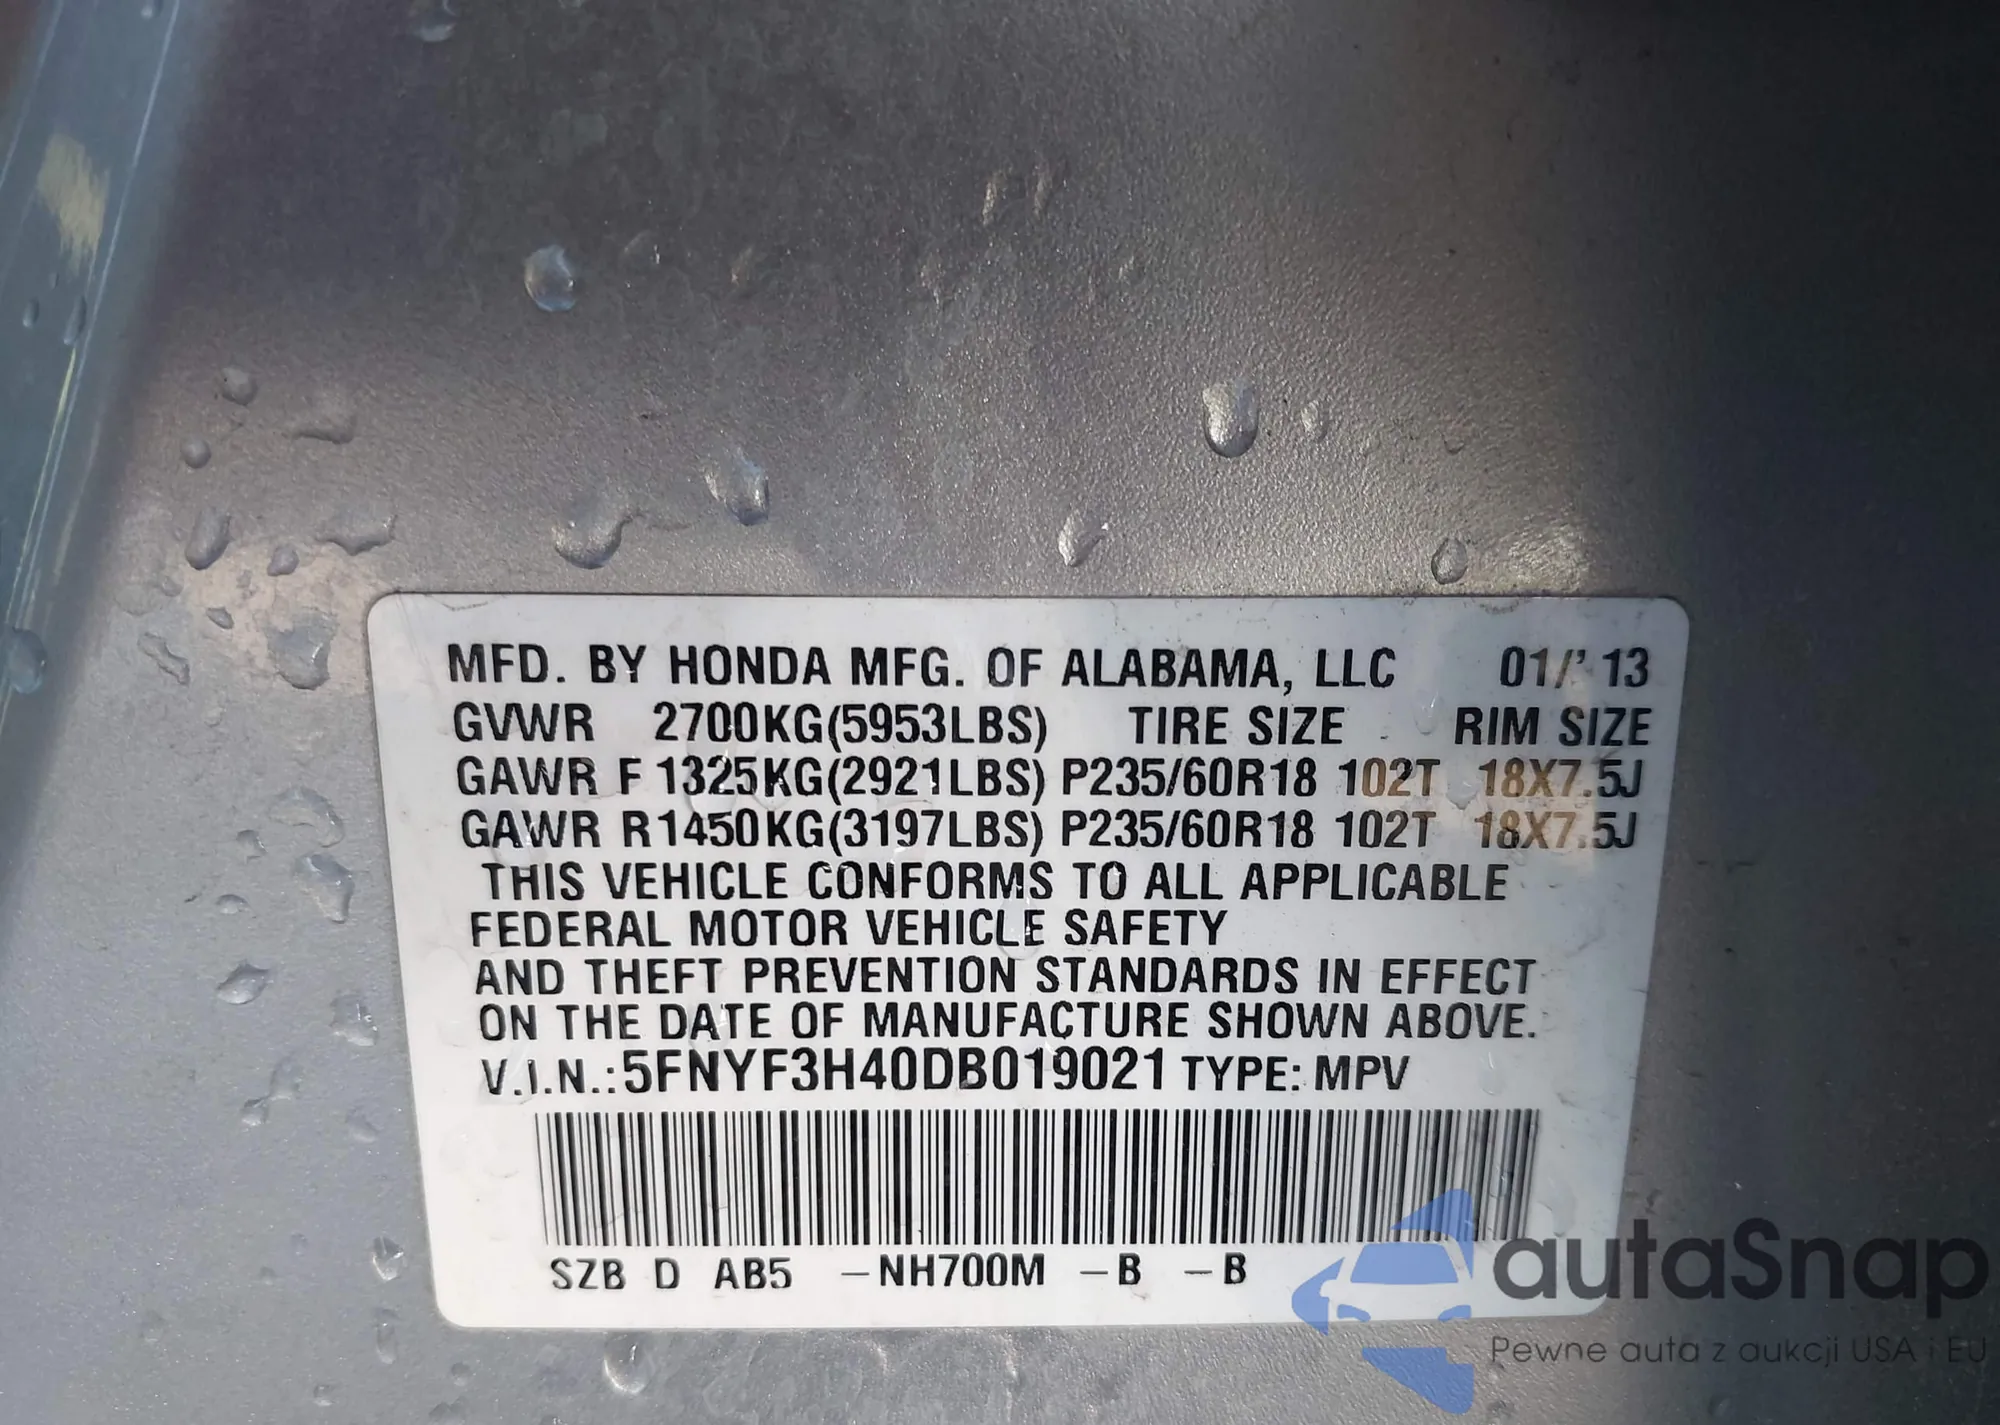 MFD. BY HONDA MFG. OF ALABAMA, LLC 01/'13
GVWR 2700KG(5953LBS) TIRE SIZE RIM SIZE
GAWR F 1325KG(2921LBS) P235/60R18 102T 18X7.5J
GAWR R 1450KG(3197LBS) P235/60R18 102T 18X7.5J
THIS VEHICLE CONFORMS TO ALL APPLICABLE
FEDERAL MOTOR VEHICLE SAFETY
AND THEFT PREVENTION STANDARDS IN EFFECT
ON THE DATE OF MANUFACTURE SHOWN ABOVE.
V.I.N.:5FNYF3H40DB019021 TYPE: MPV
SZB D AB5 –NH700M –B –B
autaSnap
Pewne auta z aukcji USA i EU